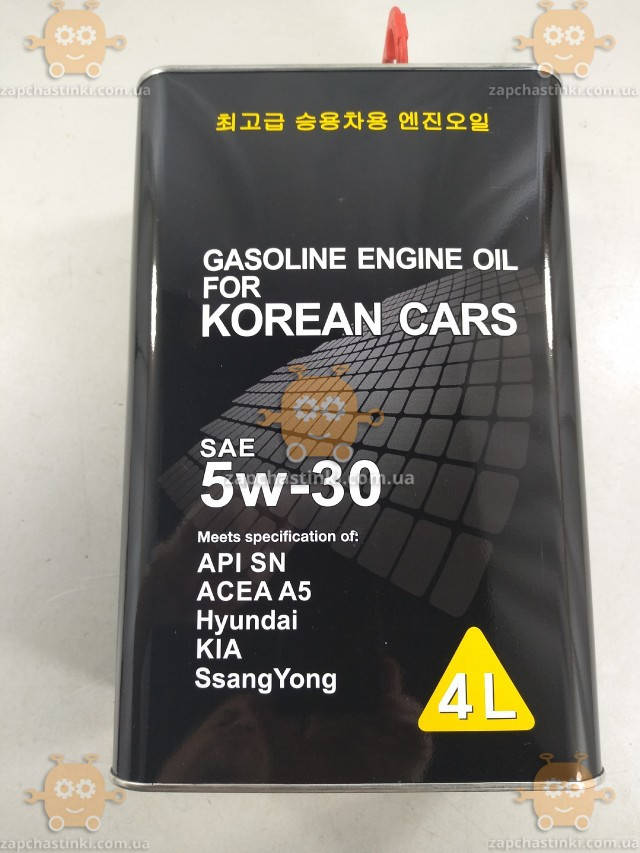 zapchastinki.com.ua
zapchastinki.com.ua
최고급 승용차용 엔진오일
GASOLINE ENGINE OIL
FOR
KOREAN CARS
SAE
5w-30
zapchastinki.com.ua
Meets specification of:
API SN
ACEA A5
Hyundai
KIA
SsangYong
4 L
zapchastinki.com.ua
zapchastinki.com.ua